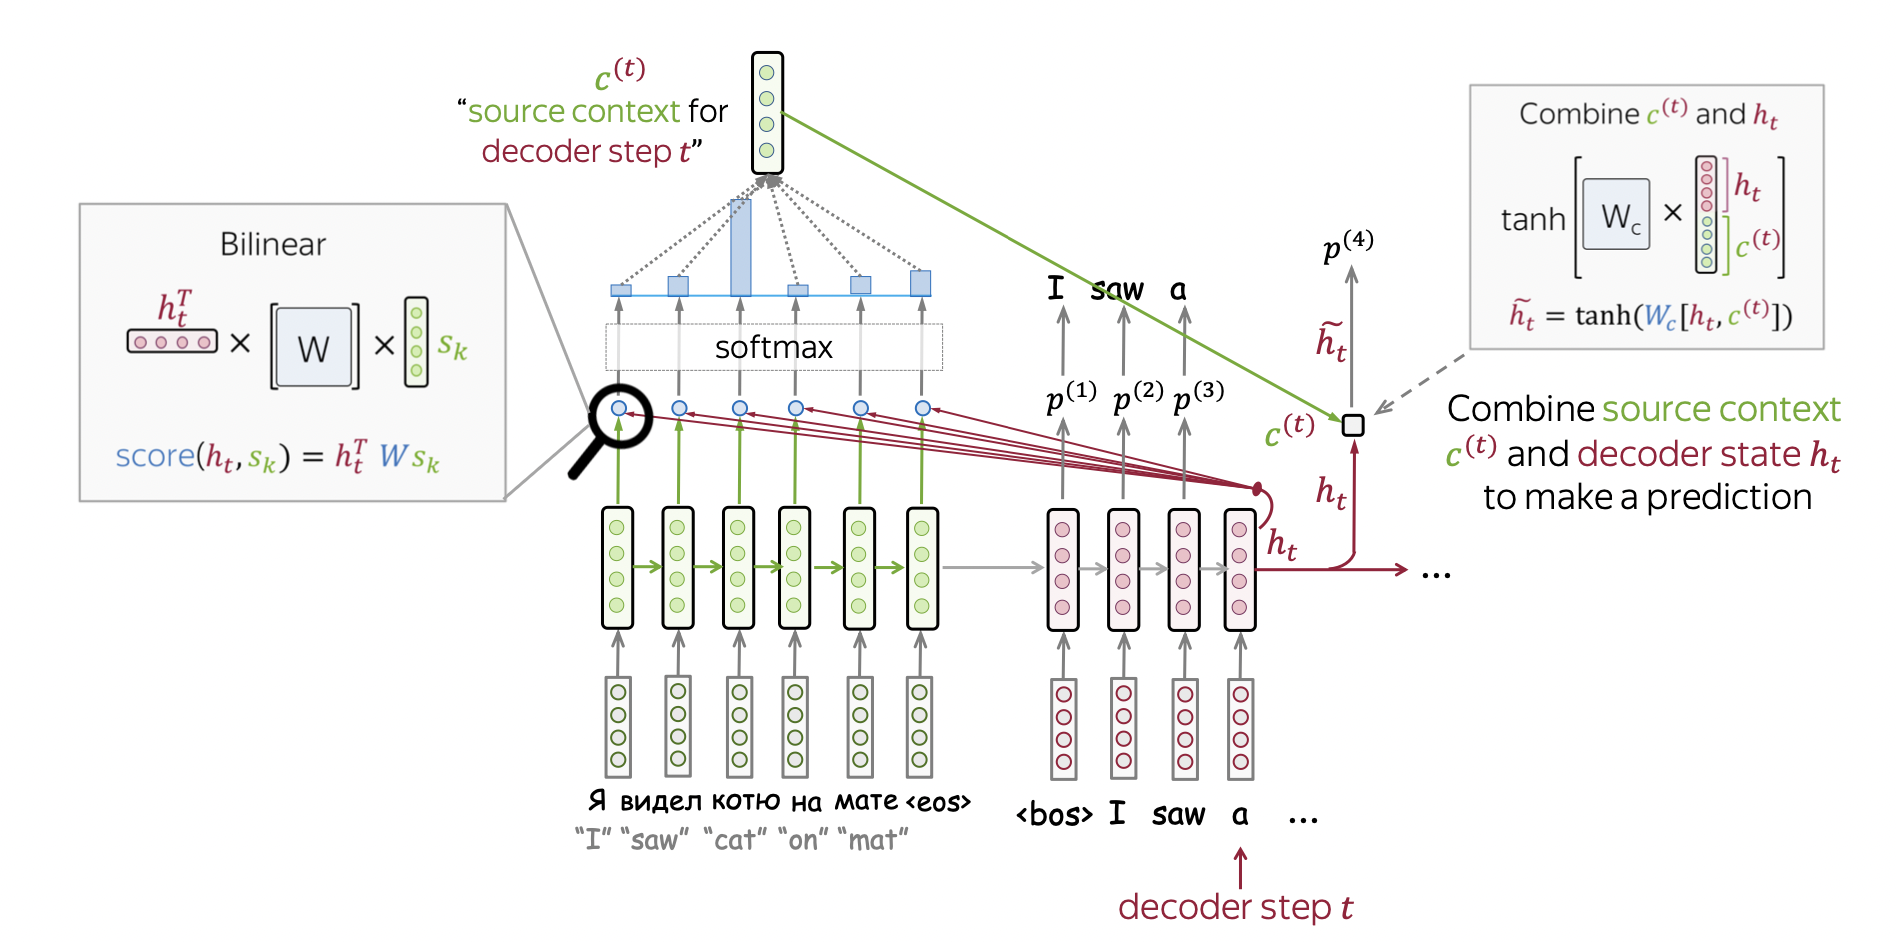 c^(t)
“source context for
decoder step t”
Bilinear
h_t^T
× [ W ] × s_k
score(h_t, s_k) = h_t^T W s_k
softmax
I saw a
p^(1) p^(2) p^(3)
p^(4)
h̃_t
c^(t)
h_t
h_t
...
Combine c^(t) and h_t
tanh [ W_c × ] h_t
c^(t)
h̃_t = tanh(W_c[h_t, c^(t)])
Combine source context
c^(t) and decoder state h_t
to make a prediction
Я видел котю на мате <eos>
“I” “saw” “cat” “on” “mat”
<bos> I saw a ...
decoder step t